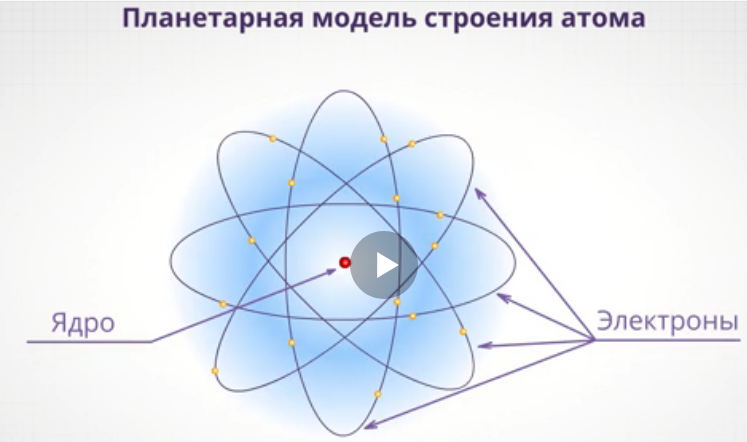 Планетарная модель строения атома
Ядро
Электроны